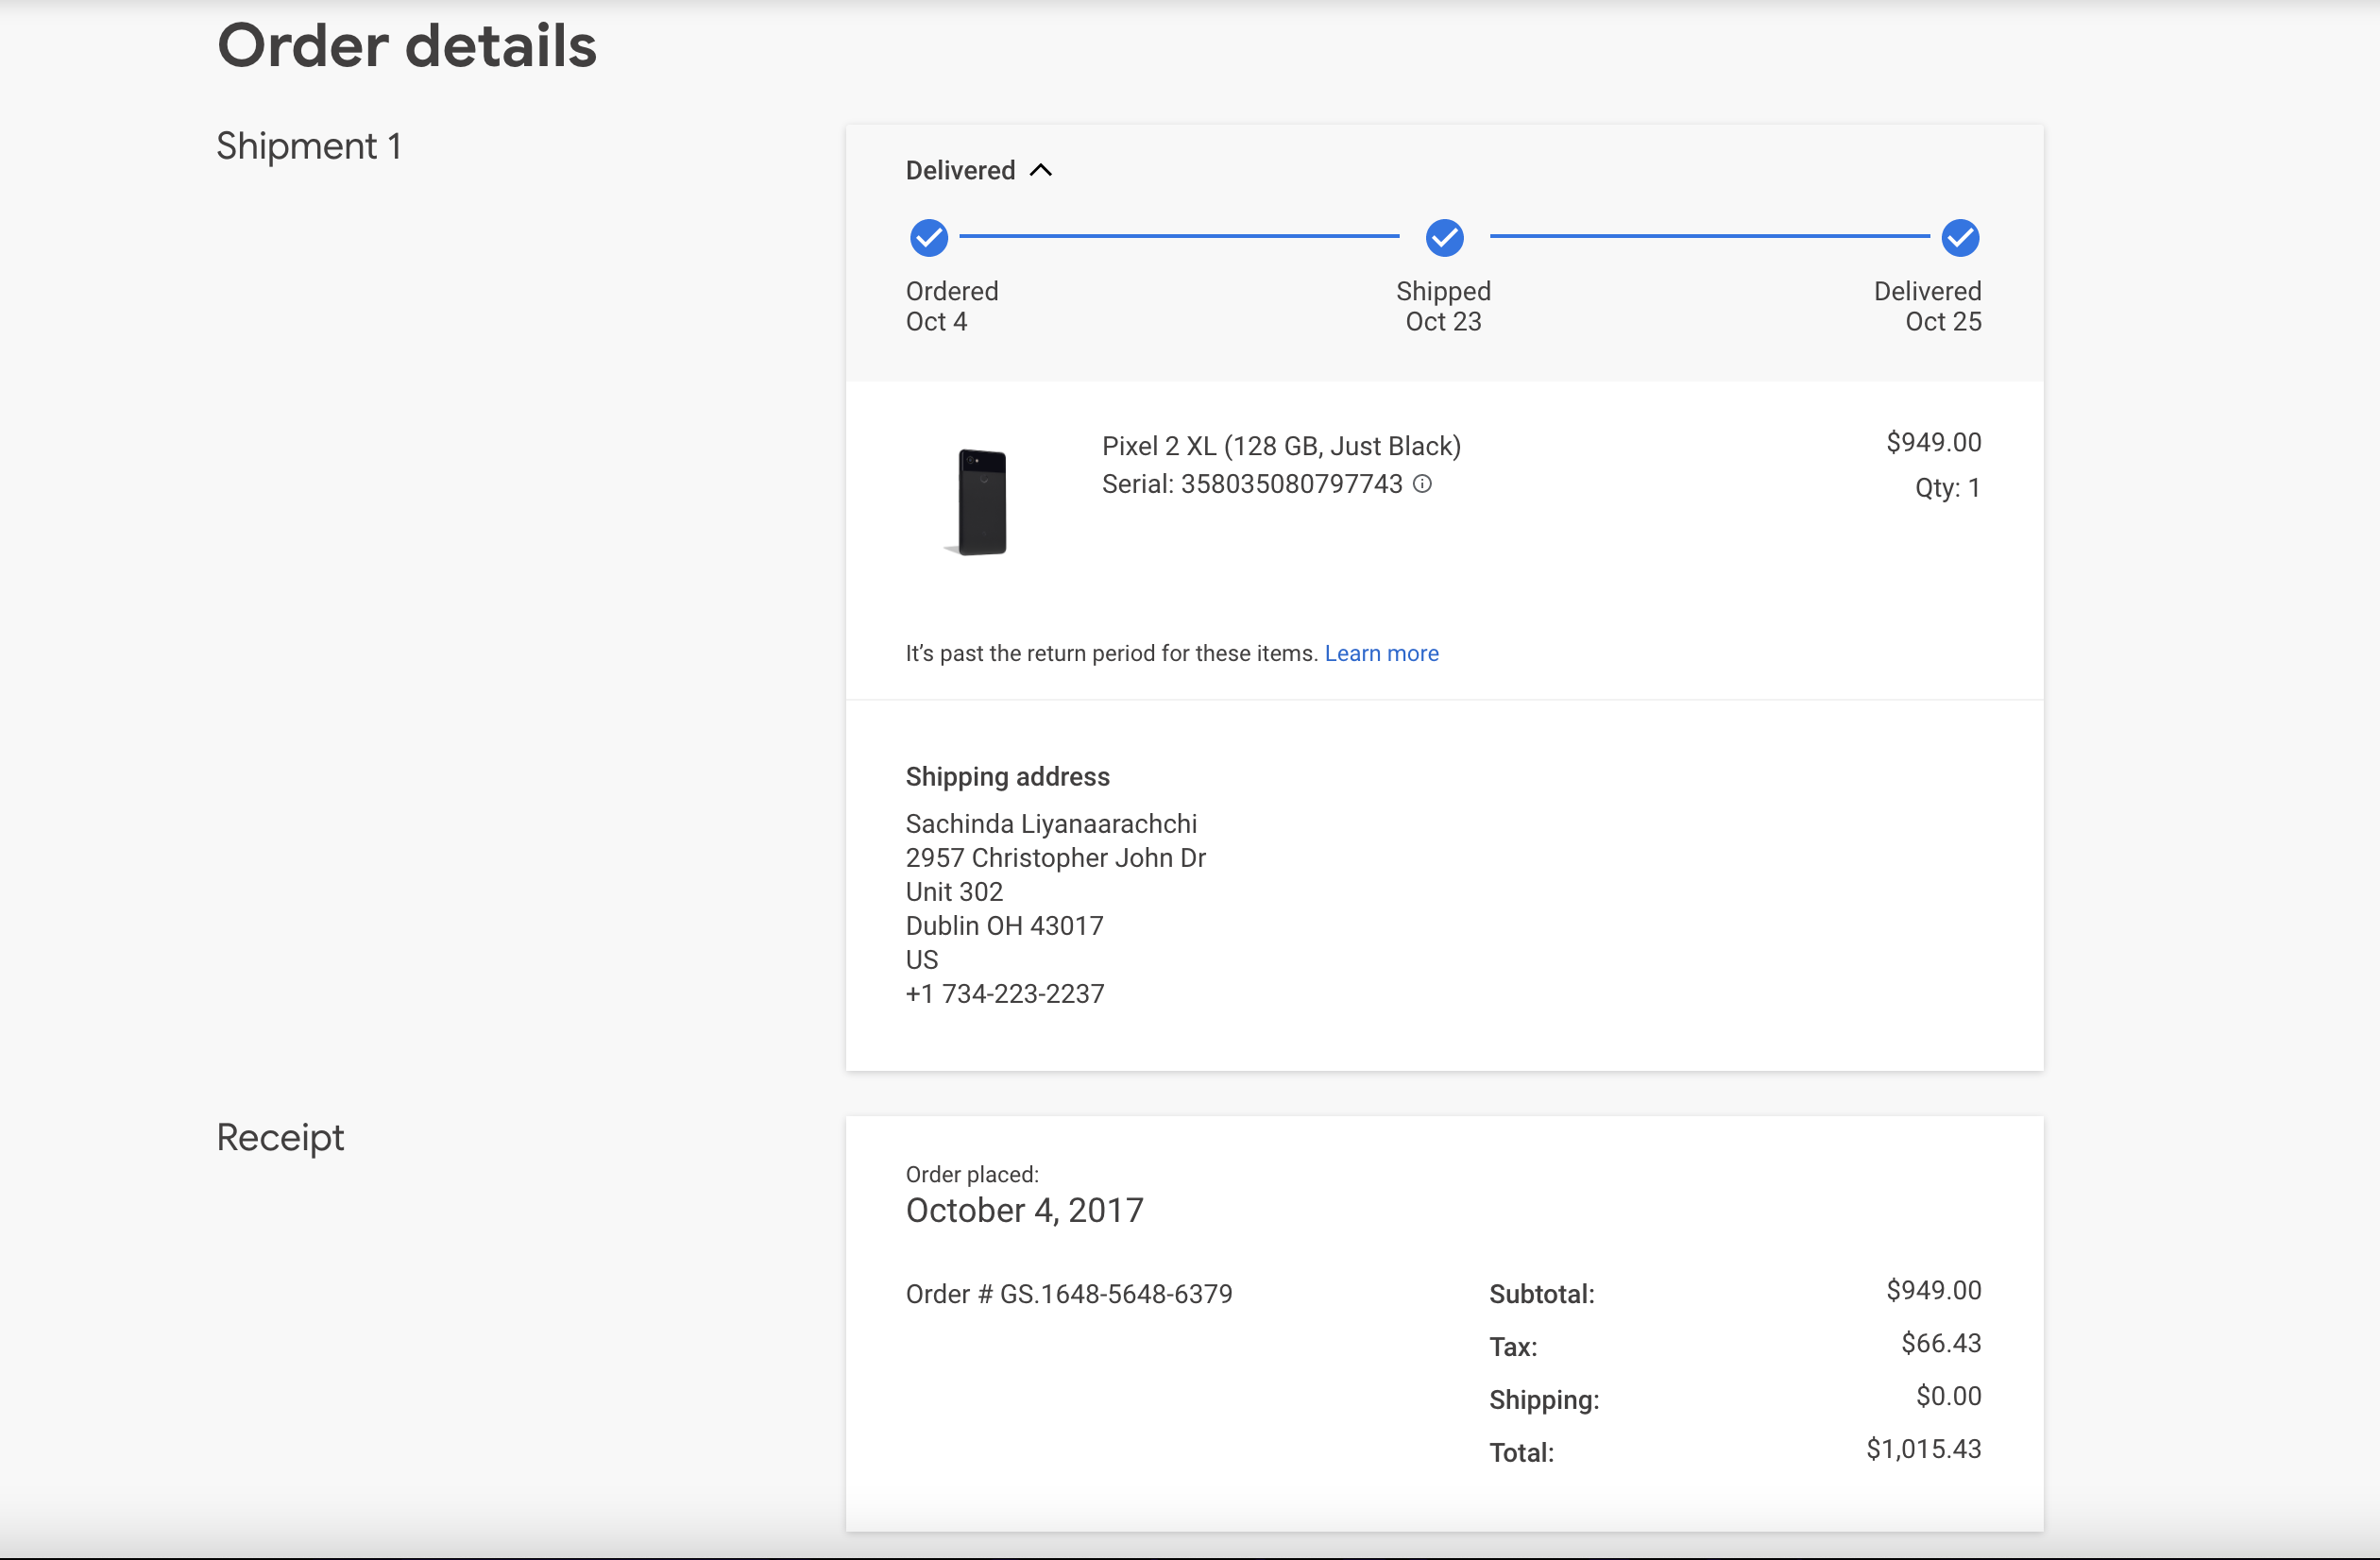 Order details
Shipment 1
Delivered
Ordered
Oct 4
Shipped
Oct 23
Delivered
Oct 25
Pixel 2 XL (128 GB, Just Black)
Serial: 358035080797743
$949.00
Qty: 1
It’s past the return period for these items. Learn more
Shipping address
Sachinda Liyanaarachchi
2957 Christopher John Dr
Unit 302
Dublin OH 43017
US
+1 734-223-2237
Receipt
Order placed:
October 4, 2017
Order # GS.1648-5648-6379
Subtotal: $949.00
Tax: $66.43
Shipping: $0.00
Total: $1,015.43